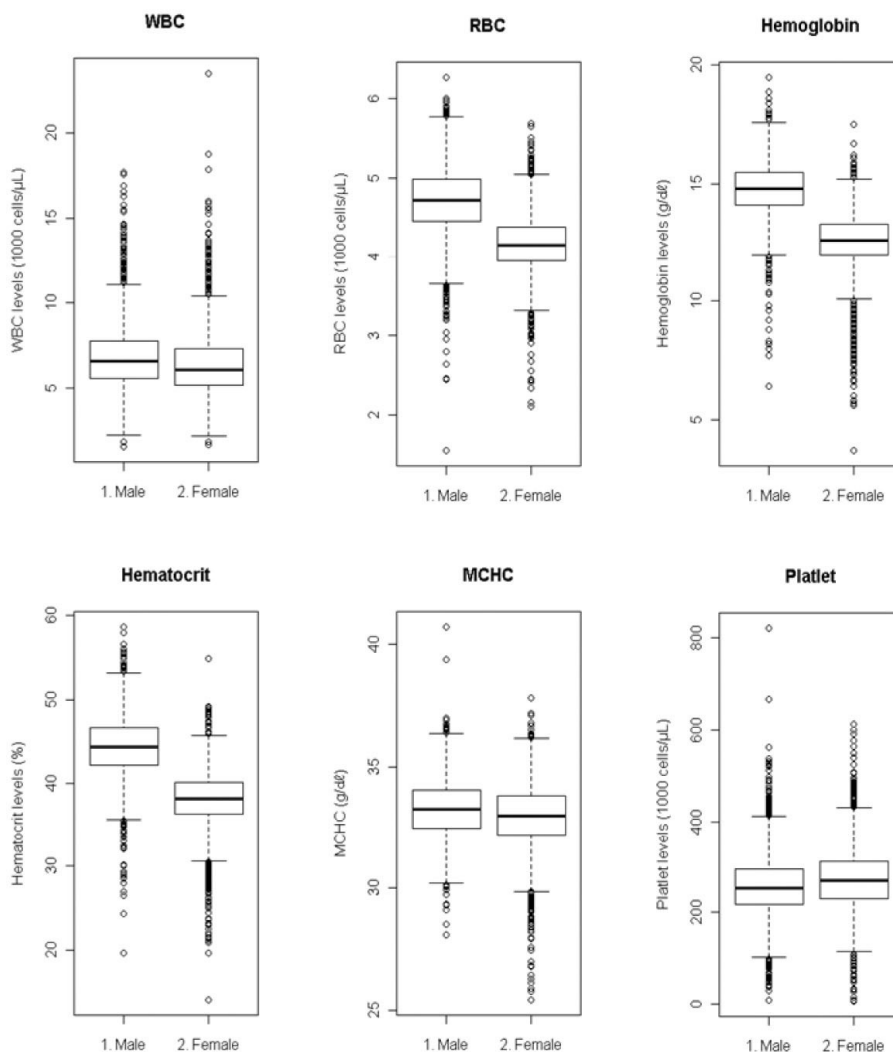 WBC
WBC levels (1000 cells/µL)
20
15
10
5
1. Male
2. Female
RBC
RBC levels (1000 cells/µL)
6
5
4
3
2
1. Male
2. Female
Hemoglobin
Hemoglobin levels (g/dℓ)
20
15
10
5
1. Male
2. Female
Hematocrit
Hematocrit levels (%)
60
50
40
30
20
1. Male
2. Female
MCHC
MCHC (g/dℓ)
40
35
30
25
1. Male
2. Female
Platlet
Platlet levels (1000 cells/µL)
800
600
400
200
0
1. Male
2. Female